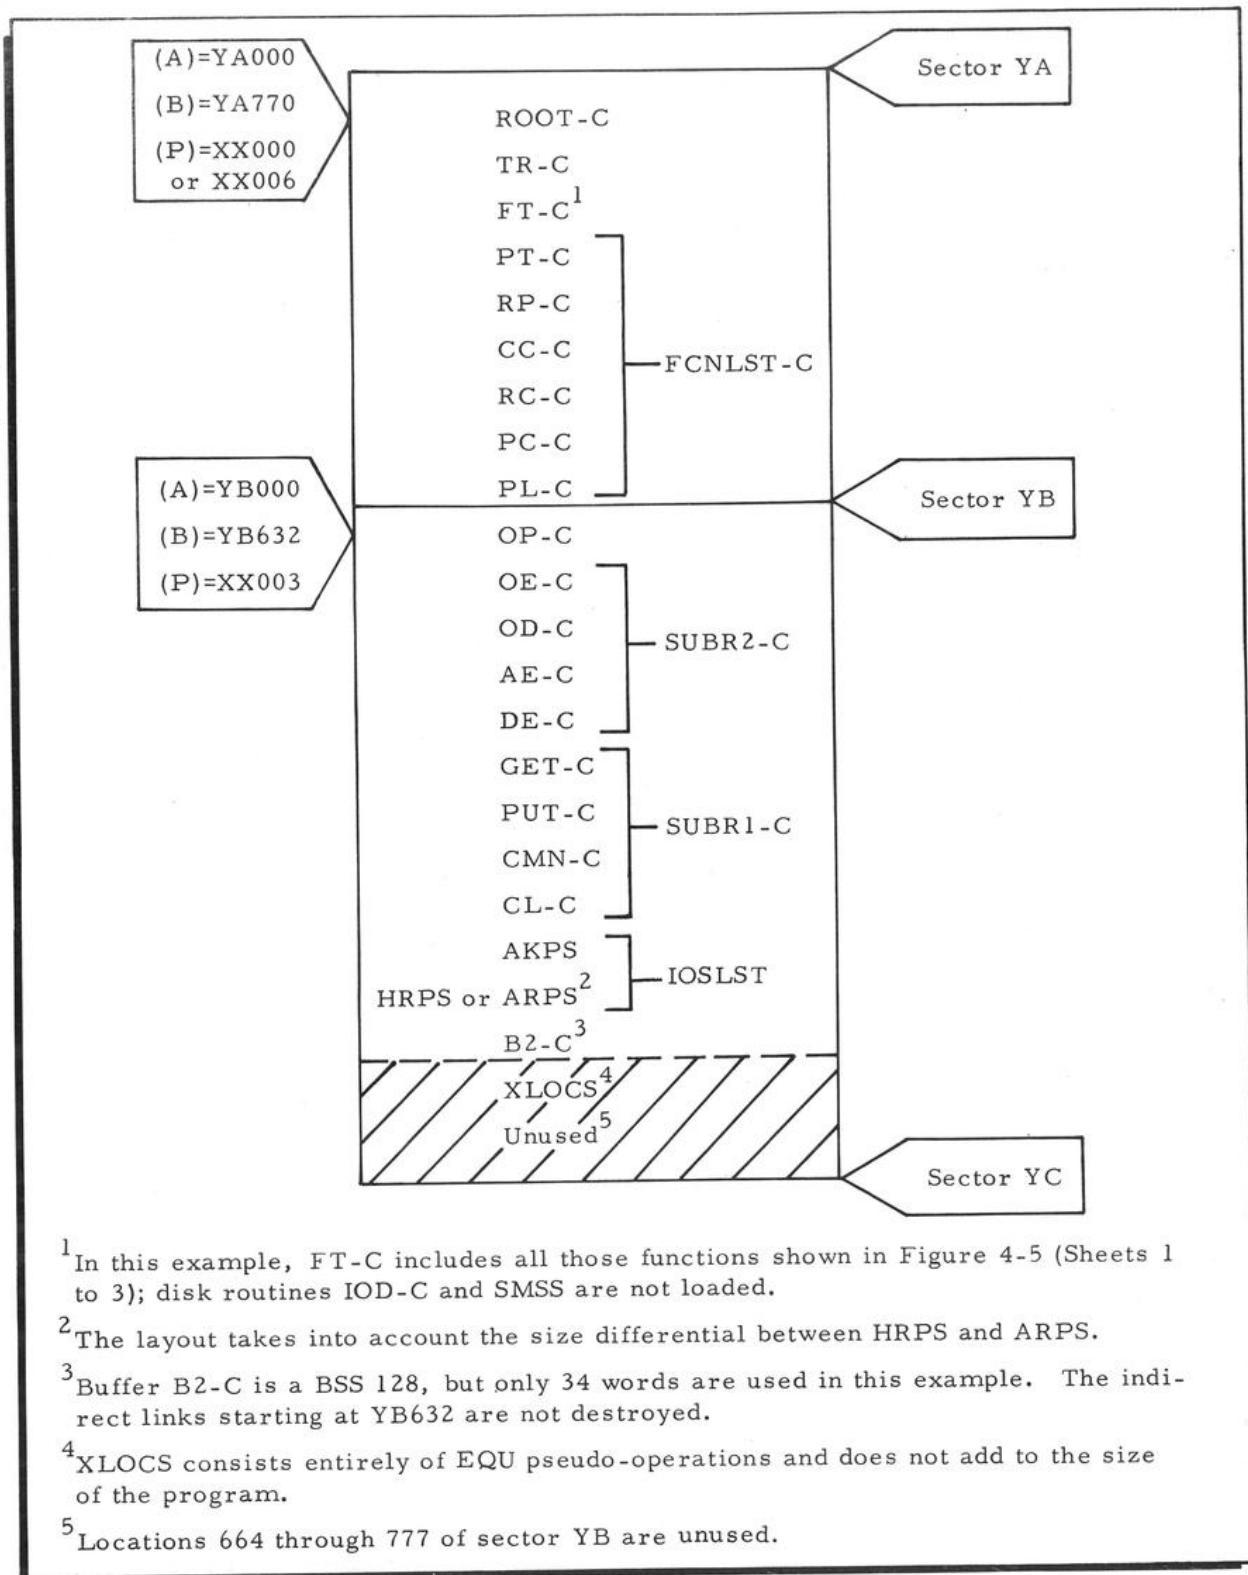 (A)=YA000
(B)=YA770
(P)=XX000
or XX006
Sector YA
ROOT-C
TR-C
FT-C1
PT-C
RP-C
CC-C
RC-C
PC-C
PL-C
FCNLST-C
(A)=YB000
(B)=YB632
(P)=XX003
Sector YB
OP-C
OE-C
OD-C
AE-C
DE-C
SUBR2-C
GET-C
PUT-C
CMN-C
CL-C
SUBR1-C
AKPS
HRPS or ARPS2
IOSLST
B2-C3
XLOCS4
Unused5
Sector YC
1In this example, FT-C includes all those functions shown in Figure 4-5 (Sheets 1
to 3); disk routines IOD-C and SMSS are not loaded.
2The layout takes into account the size differential between HRPS and ARPS.
3Buffer B2-C is a BSS 128, but only 34 words are used in this example. The indi-
rect links starting at YB632 are not destroyed.
4XLOCS consists entirely of EQU pseudo-operations and does not add to the size
of the program.
5Locations 664 through 777 of sector YB are unused.